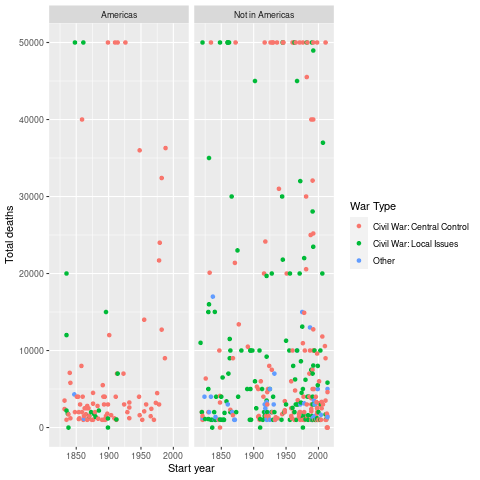 Americas
Not in Americas
50000
40000
30000
20000
10000
0
Total deaths
1850
1900
1950
2000
1850
1900
1950
2000
Start year
War Type
Civil War: Central Control
Civil War: Local Issues
Other